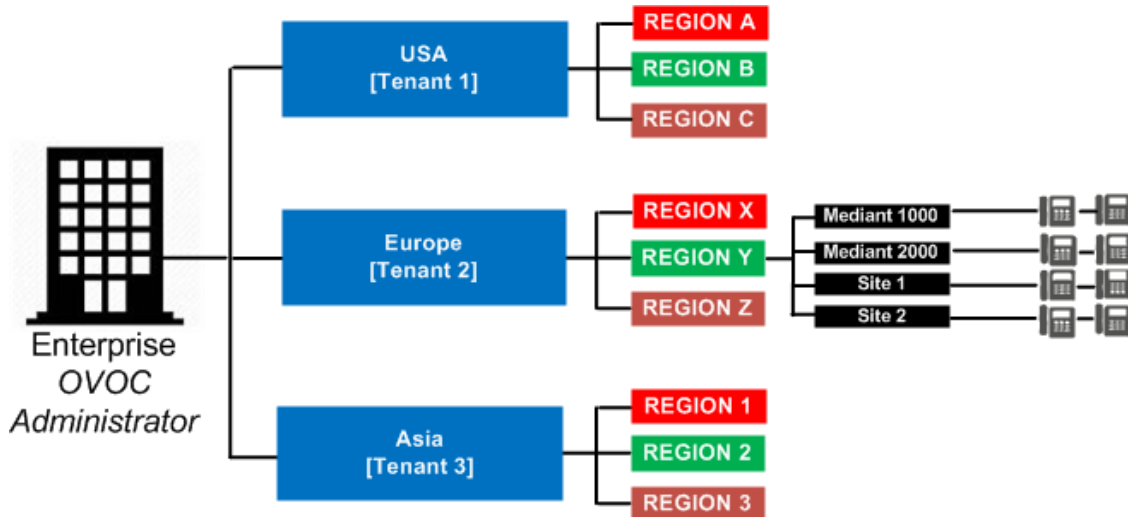 USA
[Tenant 1]
REGION A
REGION B
REGION C
Enterprise
OVOC
Administrator
Europe
[Tenant 2]
REGION X
REGION Y
REGION Z
Mediant 1000
Mediant 2000
Site 1
Site 2
Asia
[Tenant 3]
REGION 1
REGION 2
REGION 3